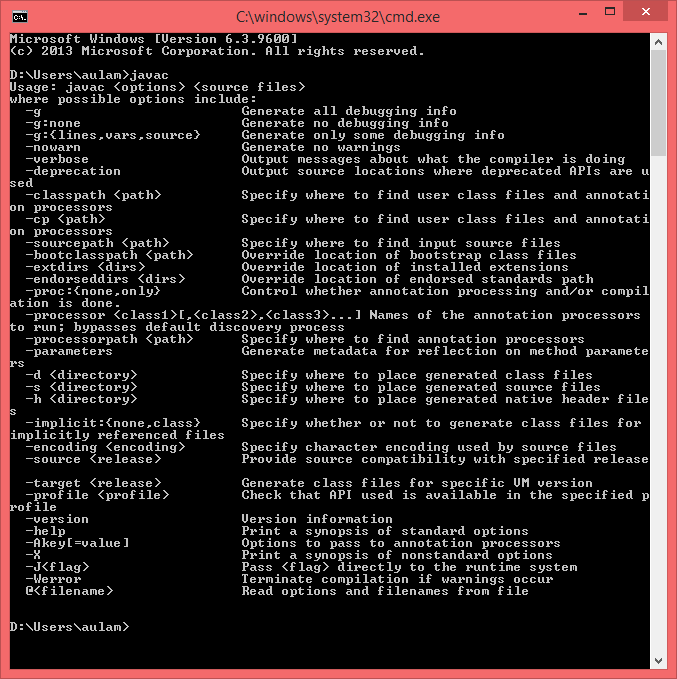 C:\windows\system32\cmd.exe
Microsoft Windows [Version 6.3.9600]
(c) 2013 Microsoft Corporation. All rights reserved.
D:\Users\aulam>javac
Usage: javac <options> <source files>
where possible options include:
  -g                         Generate all debugging info
  -g:none                    Generate no debugging info
  -g:{lines,vars,source}     Generate only some debugging info
  -nowarn                    Generate no warnings
  -verbose                   Output messages about what the compiler is doing
  -deprecation               Output source locations where deprecated APIs are u
sed
  -classpath <path>          Specify where to find user class files and annotati
on processors
  -cp <path>                 Specify where to find user class files and annotati
on processors
  -sourcepath <path>         Specify where to find input source files
  -bootclasspath <path>      Override location of bootstrap class files
  -extdirs <dirs>            Override location of installed extensions
  -endorseddirs <dirs>       Override location of endorsed standards path
  -proc:{none,only}          Control whether annotation processing and/or compil
ation is done.
  -processor <class1>[,<class2>,<class3>...] Names of the annotation processors
to run; bypasses default discovery process
  -processorpath <path>      Specify where to find annotation processors
  -parameters                Generate metadata for reflection on method paramete
rs
  -d <directory>             Specify where to place generated class files
  -s <directory>             Specify where to place generated source files
  -h <directory>             Specify where to place generated native header file
s
  -implicit:{none,class}     Specify whether or not to generate class files for
implicitly referenced files
  -encoding <encoding>       Specify character encoding used by source files
  -source <release>          Provide source compatibility with specified release
  -target <release>          Generate class files for specific VM version
  -profile <profile>         Check that API used is available in the specified p
rofile
  -version                   Version information
  -help                      Print a synopsis of standard options
  -Akey[=value]              Options to pass to annotation processors
  -X                         Print a synopsis of nonstandard options
  -J<flag>                   Pass <flag> directly to the runtime system
  -Werror                    Terminate compilation if warnings occur
  @<filename>                Read options and filenames from file
D:\Users\aulam>